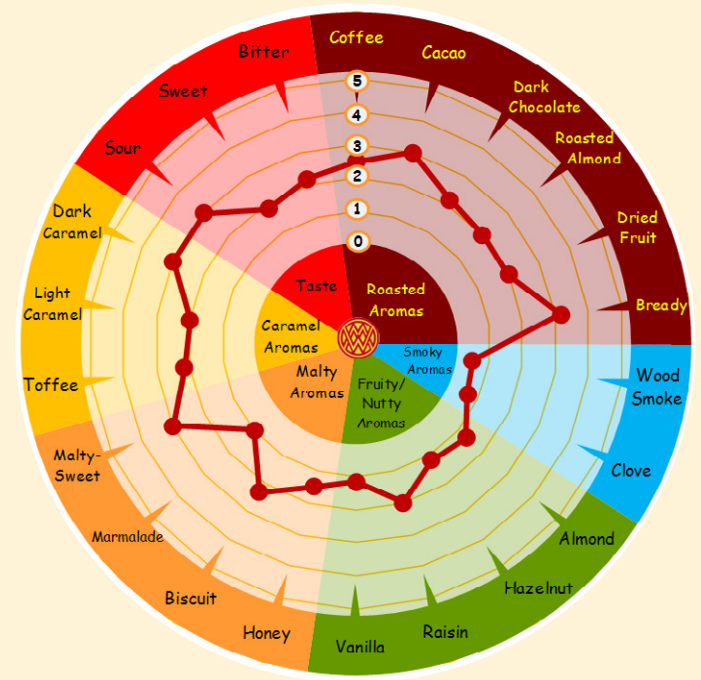 Coffee
Cacao
Dark
Chocolate
Roasted
Almond
Dried
Fruit
Bready
Wood
Smoke
Clove
Almond
Hazelnut
Raisin
Vanilla
Honey
Biscuit
Marmalade
Malty-
Sweet
Toffee
Light
Caramel
Dark
Caramel
Sour
Sweet
Bitter
5
4
3
2
1
0
Taste
Roasted
Aromas
Caramel
Aromas
Smoky
Aromas
Malty
Aromas
Fruity/
Nutty
Aromas